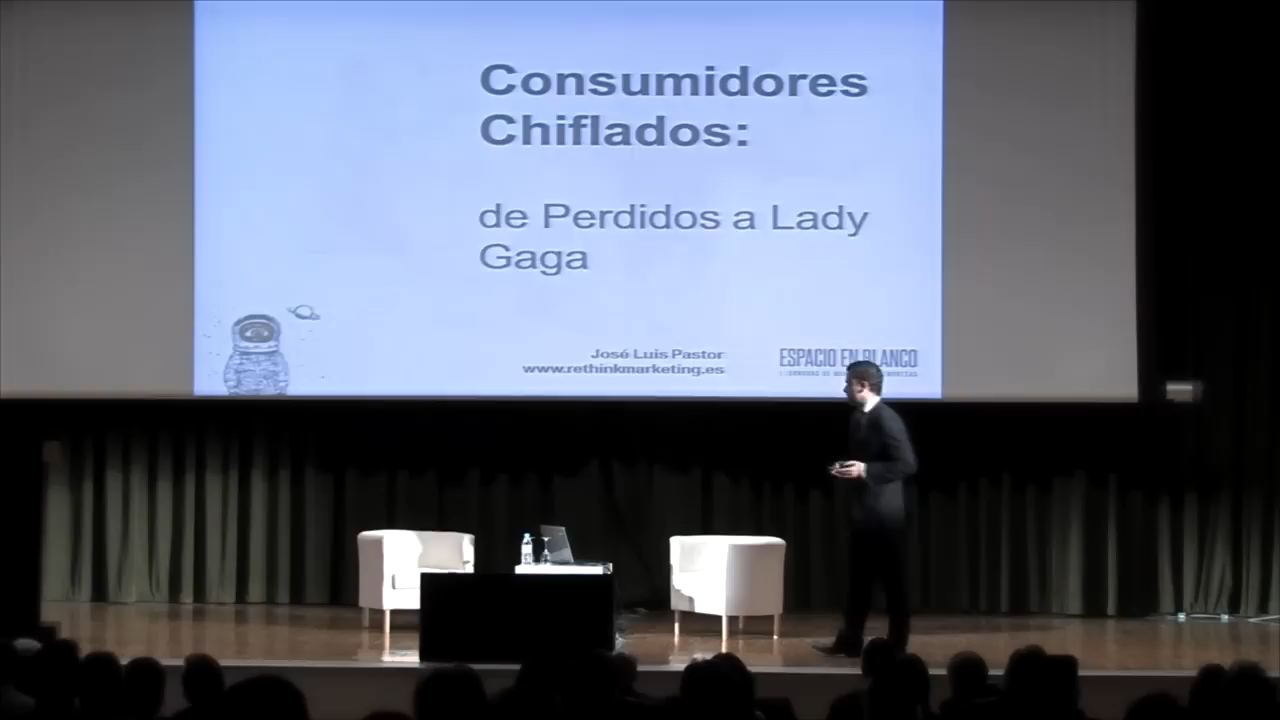 Consumidores
Chiflados:
de Perdidos a Lady
Gaga
José Luis Pastor
www.rethinkmarketing.es
ESPACIO EN BLANCO